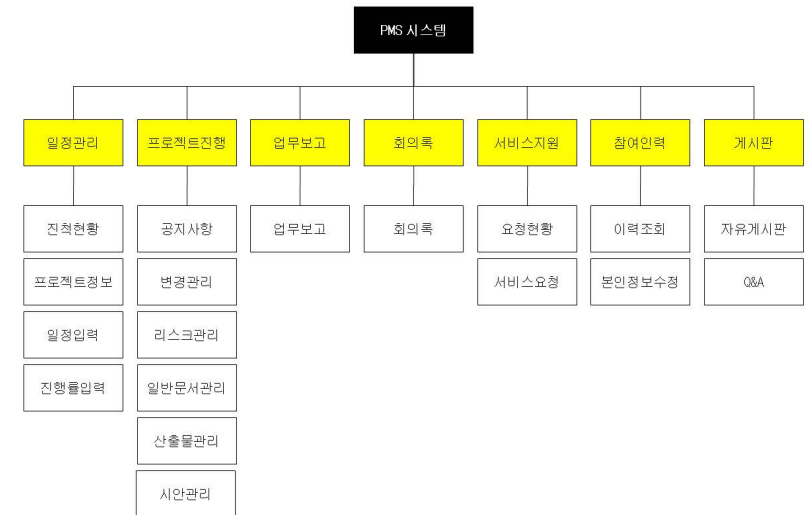 PMS 시스템
일정관리
프로젝트진행
업무보고
회의록
서비스지원
참여인력
게시판
진척현황
공지사항
업무보고
회의록
요청현황
이력조회
자유게시판
프로젝트정보
변경관리
서비스요청
본인정보수정
Q&A
일정입력
리스크관리
진행률입력
일반문서관리
산출물관리
시안관리